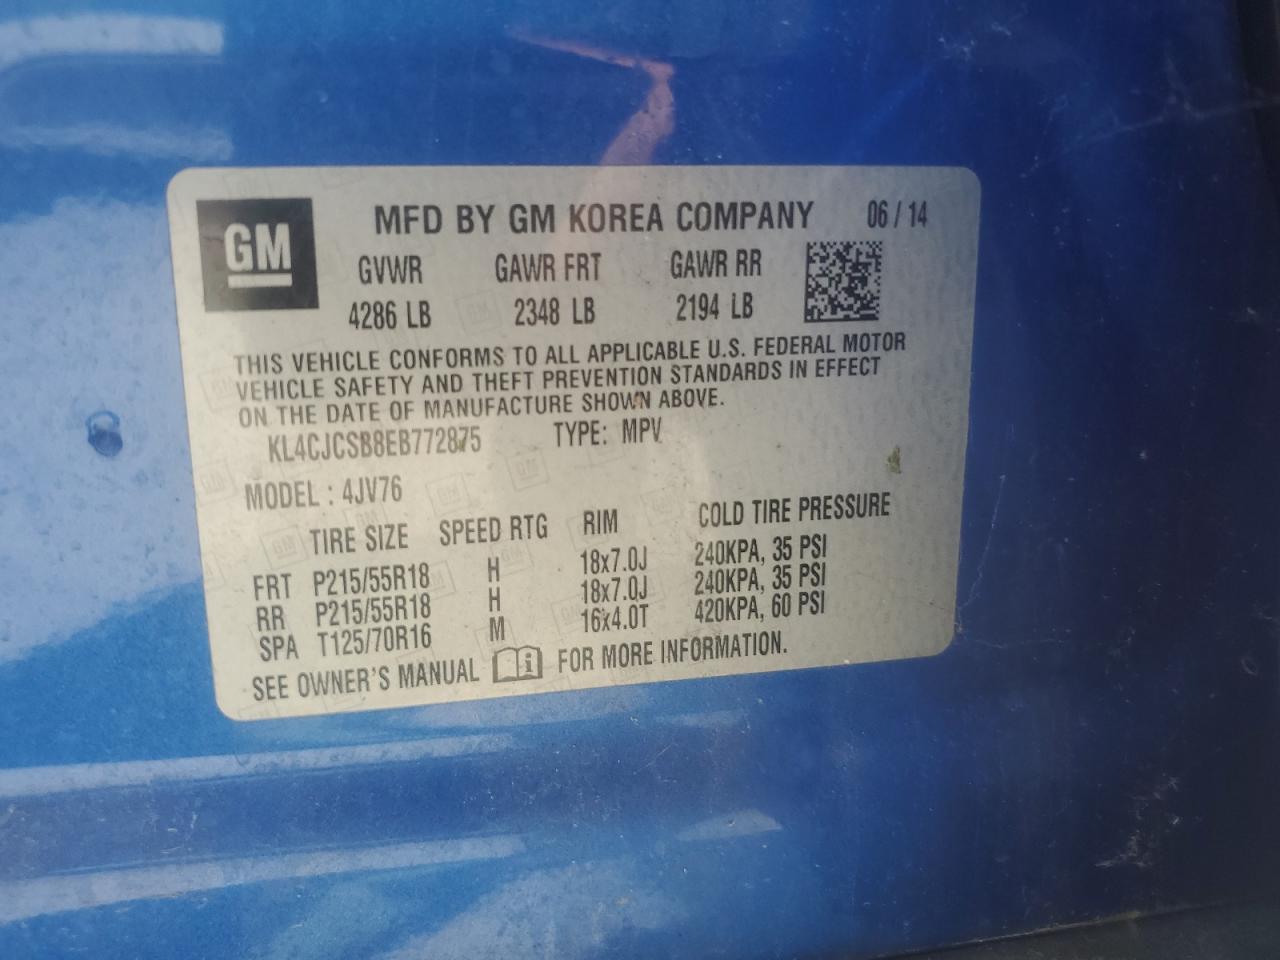 GM
MFD BY GM KOREA COMPANY 06 / 14
GVWR GAWR FRT GAWR RR
4286 LB 2348 LB 2194 LB
THIS VEHICLE CONFORMS TO ALL APPLICABLE U.S. FEDERAL MOTOR
VEHICLE SAFETY AND THEFT PREVENTION STANDARDS IN EFFECT
ON THE DATE OF MANUFACTURE SHOWN ABOVE.
KL4CJCSB8EB772875 TYPE: MPV
MODEL : 4JV76
TIRE SIZE SPEED RTG RIM COLD TIRE PRESSURE
FRT P215/55R18 H 18x7.0J 240KPA, 35 PSI
RR P215/55R18 H 18x7.0J 240KPA, 35 PSI
SPA T125/70R16 M 16x4.0T 420KPA, 60 PSI
SEE OWNER'S MANUAL i FOR MORE INFORMATION.